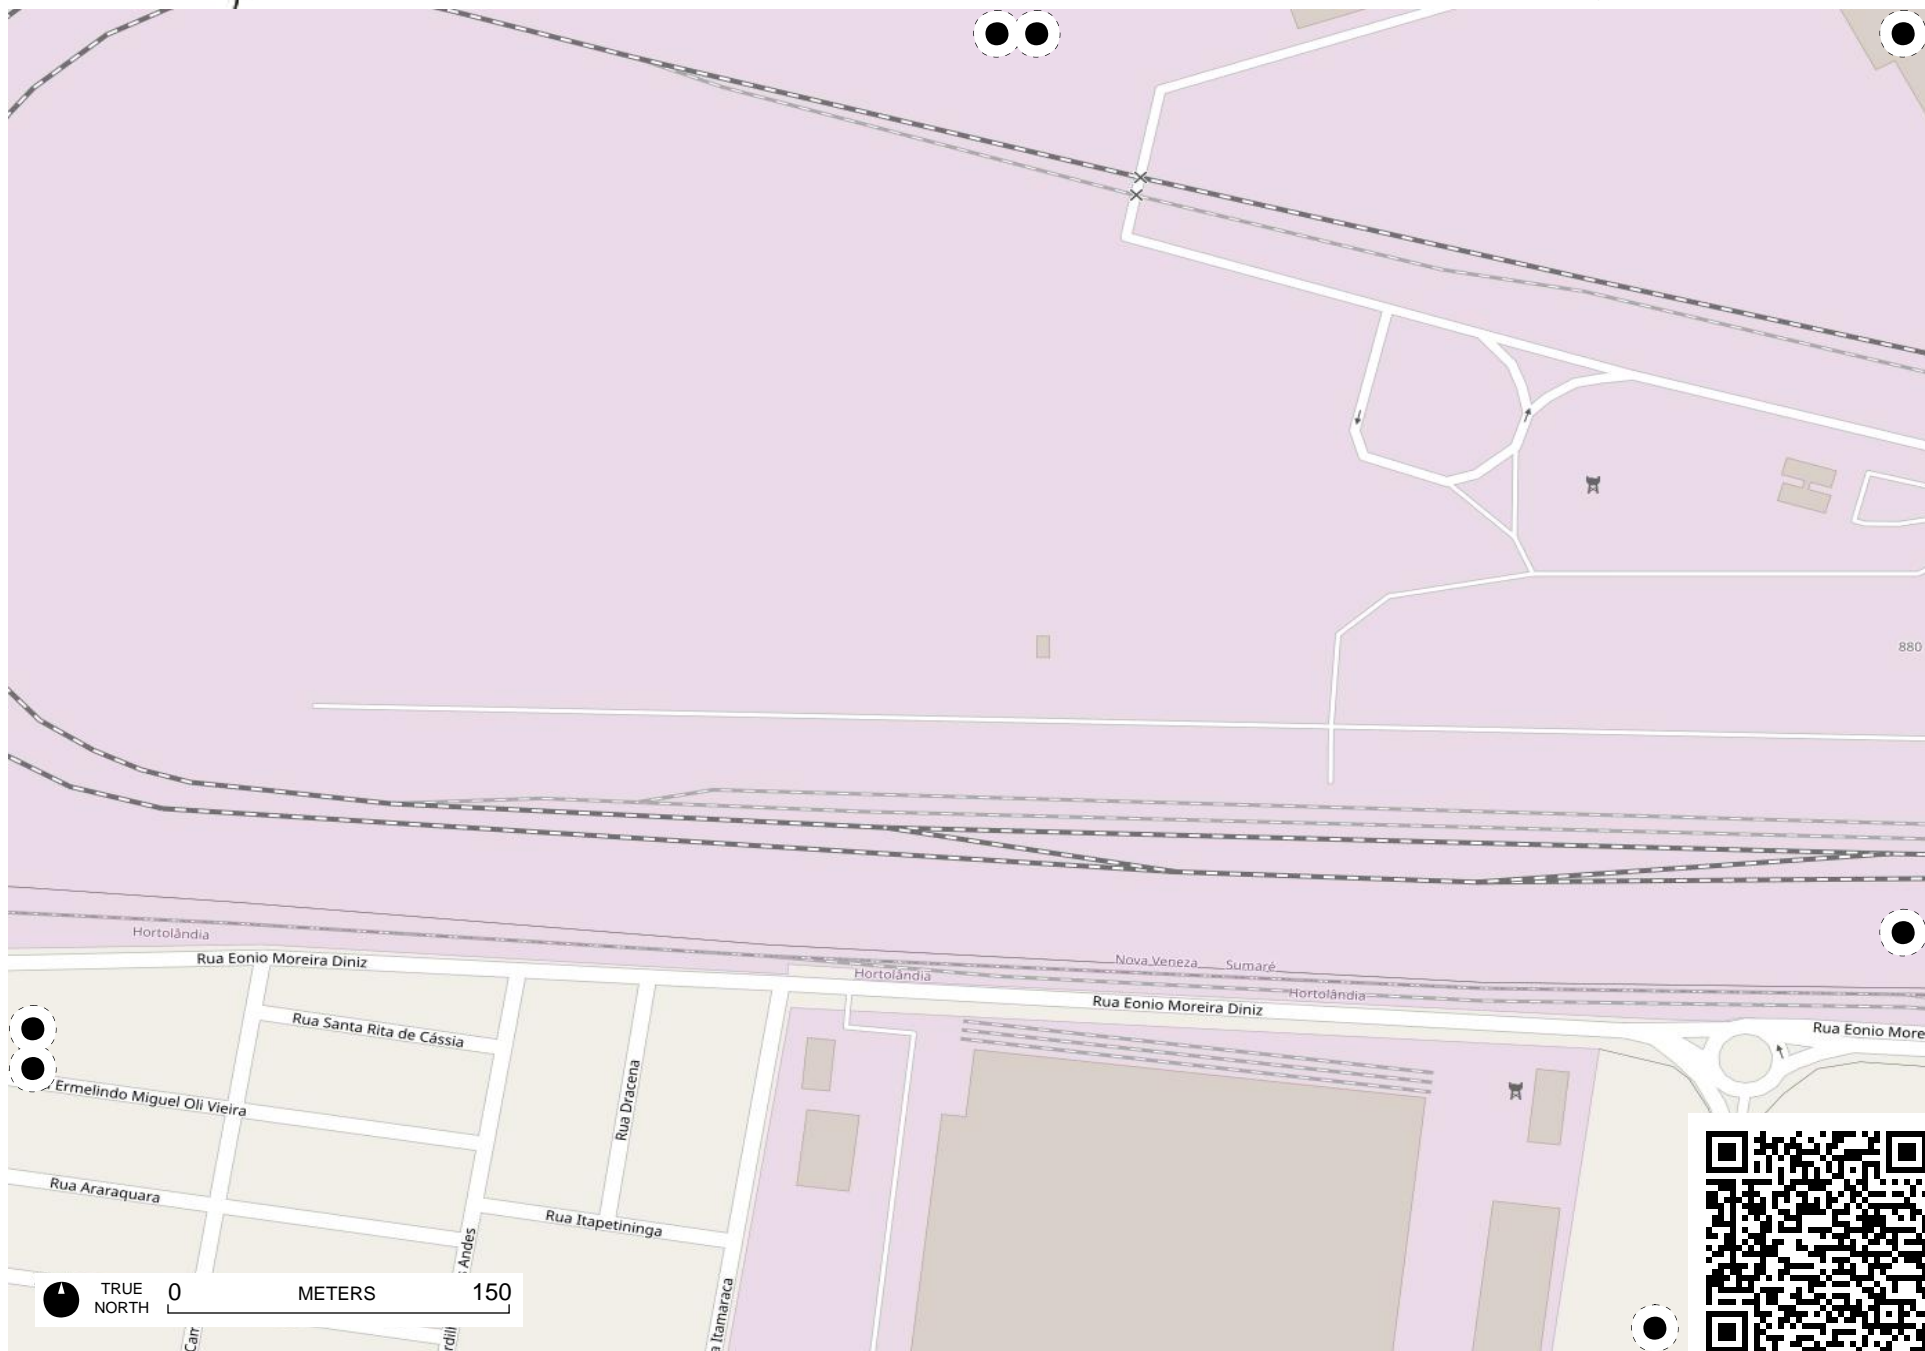 880
Hortolândia
Rua Eonio Moreira Diniz
Nova Veneza
Sumaré
Hortolândia
Hortolândia
Rua Eonio Moreira Diniz
Rua Eonio More
Rua Santa Rita de Cássia
Rua Dracena
Ermelindo Miguel Oli Vieira
Rua Araraquara
Rua Itapetininga
s Andes
rdill
Cam
a Itamaraca
TRUE
NORTH
0 METERS 150